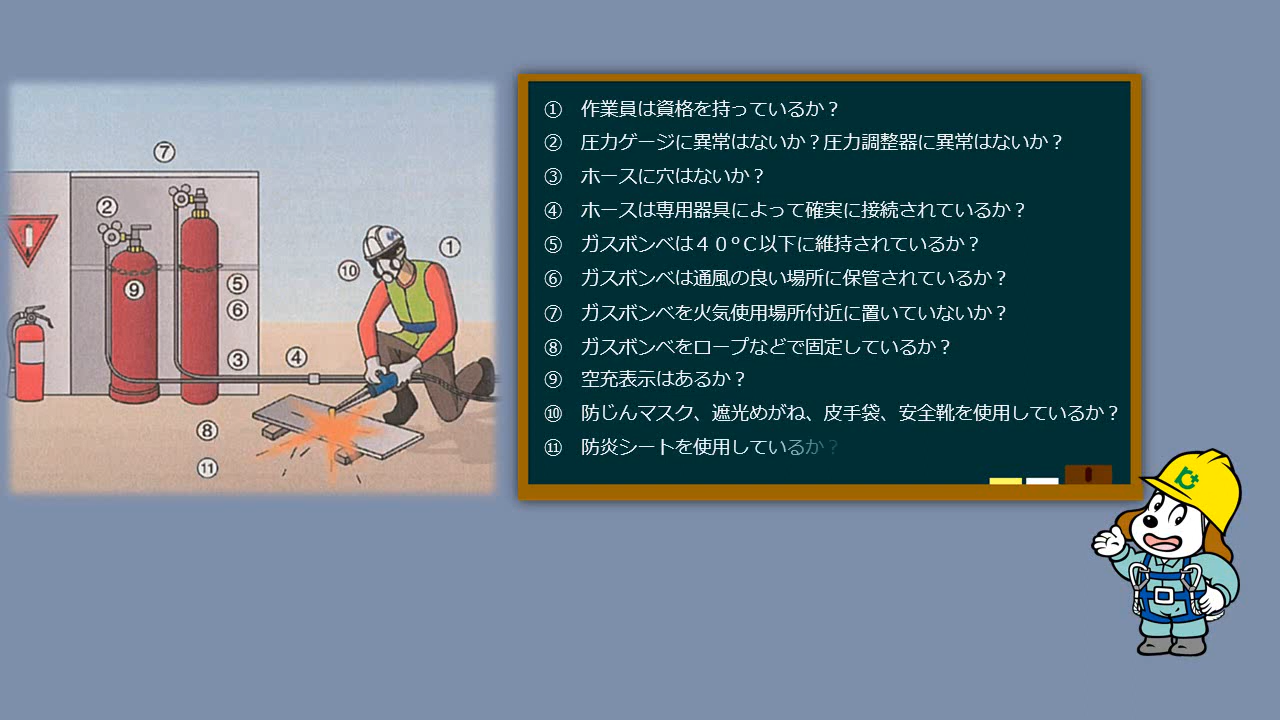 ⑦
②
①
⑩
⑨
⑤
⑥
③
④
⑧
⑪
① 作業員は資格を持っているか？
② 圧力ゲージに異常はないか？圧力調整器に異常はないか？
③ ホースに穴はないか？
④ ホースは専用器具によって確実に接続されているか？
⑤ ガスボンベは４０°Ｃ以下に維持されているか？
⑥ ガスボンベは通風の良い場所に保管されているか？
⑦ ガスボンベを火気使用場所付近に置いていないか？
⑧ ガスボンベをロープなどで固定しているか？
⑨ 空充表示はあるか？
⑩ 防じんマスク、遮光めがね、皮手袋、安全靴を使用しているか？
⑪ 防炎シートを使用しているか？